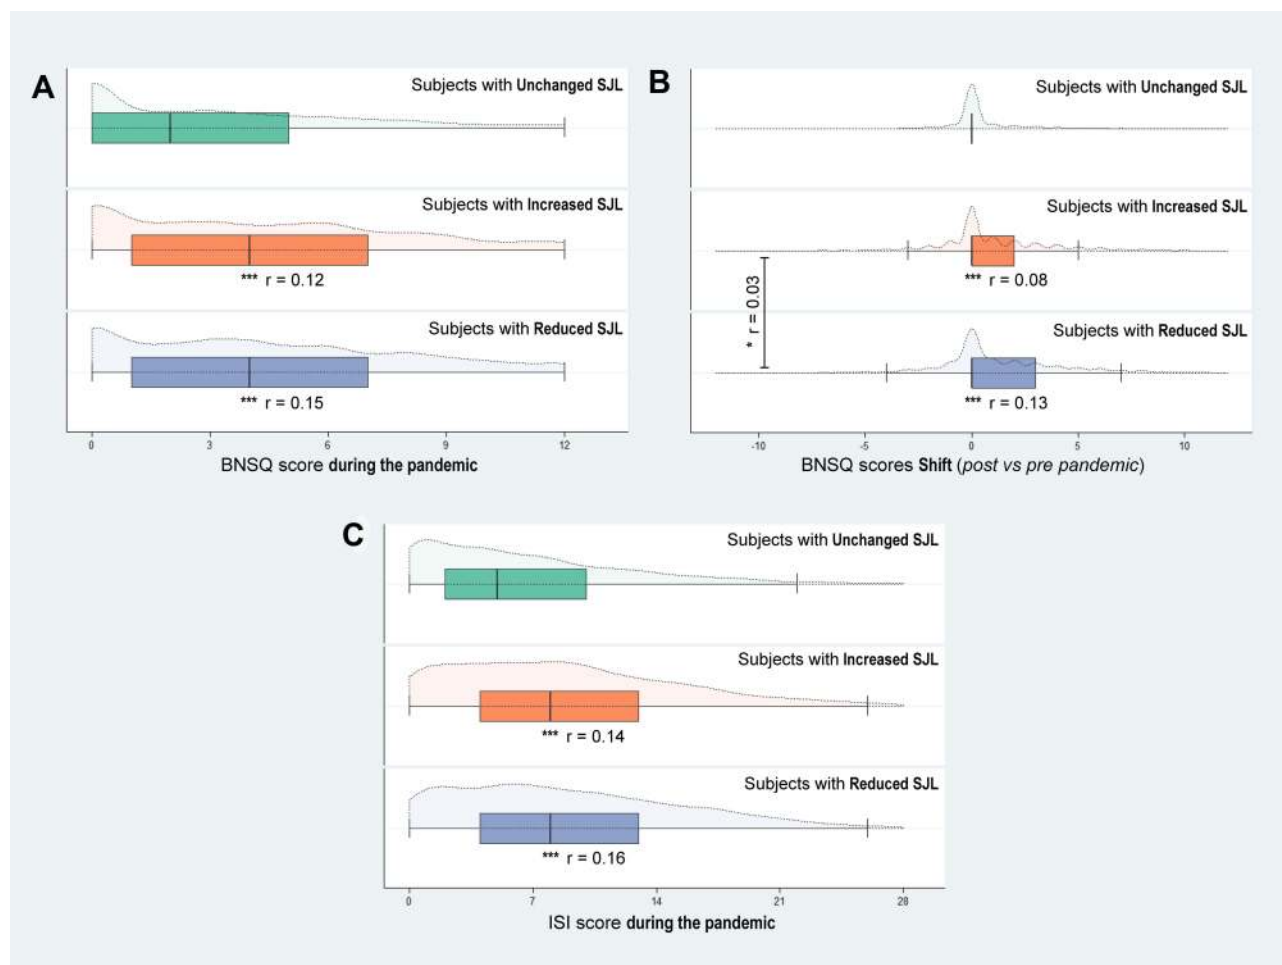 A
Subjects with Unchanged SJL
Subjects with Increased SJL
*** r = 0.12
Subjects with Reduced SJL
*** r = 0.15
0 3 6 9 12
BNSQ score during the pandemic
B
Subjects with Unchanged SJL
Subjects with Increased SJL
*** r = 0.08
* r = 0.03
Subjects with Reduced SJL
*** r = 0.13
-10 -5 0 5 10
BNSQ scores Shift (post vs pre pandemic)
C
Subjects with Unchanged SJL
Subjects with Increased SJL
*** r = 0.14
Subjects with Reduced SJL
*** r = 0.16
0 7 14 21 28
ISI score during the pandemic